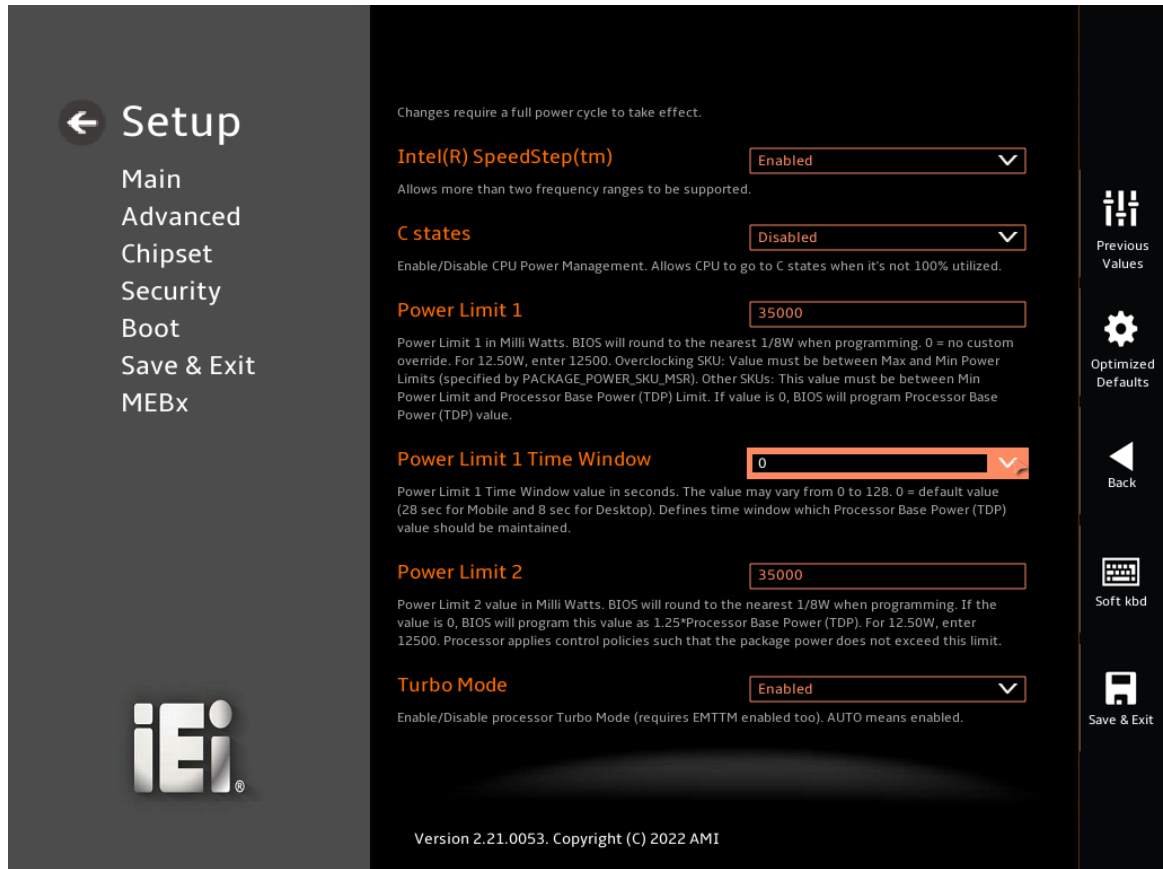 Setup
Main
Advanced
Chipset
Security
Boot
Save & Exit
MEBx
iEi®
Changes require a full power cycle to take effect.
Intel(R) SpeedStep(tm)
Enabled
Allows more than two frequency ranges to be supported.
C states
Disabled
Enable/Disable CPU Power Management. Allows CPU to go to C states when it's not 100% utilized.
Power Limit 1
35000
Power Limit 1 in Milli Watts. BIOS will round to the nearest 1/8W when programming. 0 = no custom
override. For 12.50W, enter 12500. Overclocking SKU: Value must be between Max and Min Power
Limits (specified by PACKAGE_POWER_SKU_MSR). Other SKUs: This value must be between Min
Power Limit and Processor Base Power (TDP) Limit. If value is 0, BIOS will program Processor Base
Power (TDP) value.
Power Limit 1 Time Window
0
Power Limit 1 Time Window value in seconds. The value may vary from 0 to 128. 0 = default value
(28 sec for Mobile and 8 sec for Desktop). Defines time window which Processor Base Power (TDP)
value should be maintained.
Power Limit 2
35000
Power Limit 2 value in Milli Watts. BIOS will round to the nearest 1/8W when programming. If the
value is 0, BIOS will program this value as 1.25*Processor Base Power (TDP). For 12.50W, enter
12500. Processor applies control policies such that the package power does not exceed this limit.
Turbo Mode
Enabled
Enable/Disable processor Turbo Mode (requires EMTTM enabled too). AUTO means enabled.
Version 2.21.0053. Copyright (C) 2022 AMI
Previous
Values
Optimized
Defaults
Back
Soft kbd
Save & Exit